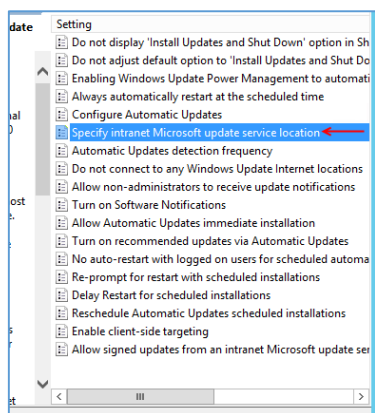 date
Setting
Do not display 'Install Updates and Shut Down' option in Sh
Do not adjust default option to 'Install Updates and Shut Do
Enabling Windows Update Power Management to automati
Always automatically restart at the scheduled time
nal
Configure Automatic Updates
Specify intranet Microsoft update service location
Automatic Updates detection frequency
Do not connect to any Windows Update Internet locations
Allow non-administrators to receive update notifications
ost
Turn on Software Notifications
e.
Allow Automatic Updates immediate installation
Turn on recommended updates via Automatic Updates
No auto-restart with logged on users for scheduled automa
Re-prompt for restart with scheduled installations
Delay Restart for scheduled installations
Reschedule Automatic Updates scheduled installations
s
Enable client-side targeting
r
Allow signed updates from an intranet Microsoft update ser
et